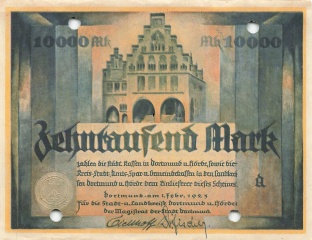 10000 Mk Mk 10000
Zehntausend Mark
zahlen die städt. Kassen in Dortmund u. Hörde, sowie die
Kreis-Stadt-Amts-Spar- u. Gemeindekassen in den Landkrei-
sen Dortmund u. Hörde dem Einlieferer dieses Scheines.
Dortmund, am 1. Febr. 1923
Für die Stadt- u. Landkreise Dortmund u. Hörde
der Magistrat der Stadt Dortmund